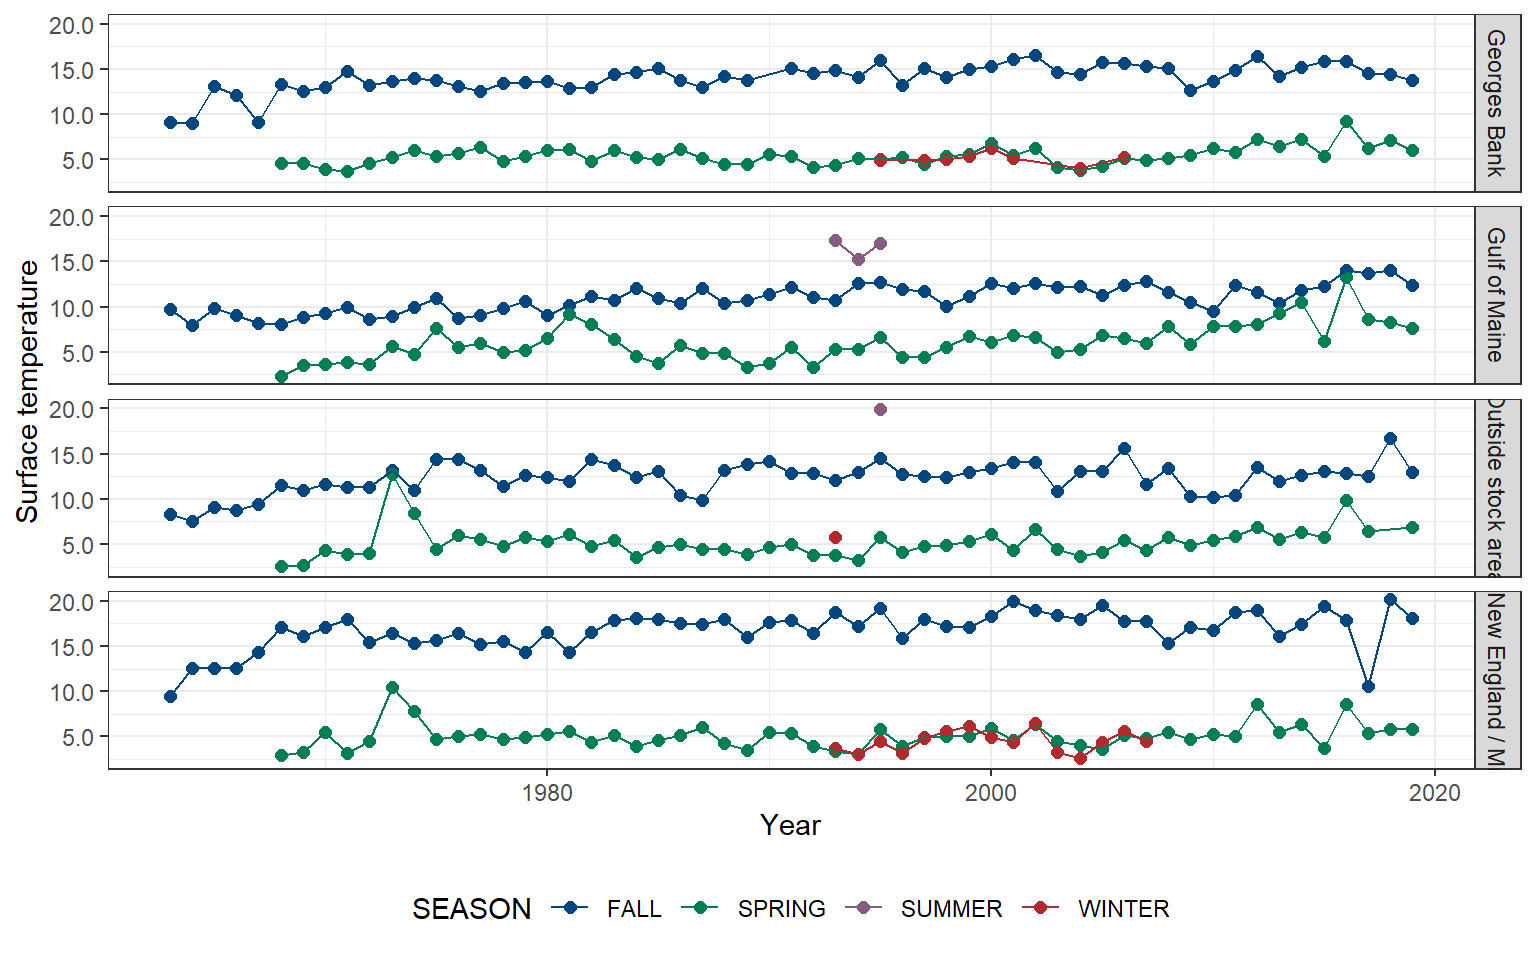 20.0
15.0
10.0
5.0
Georges Bank
20.0
15.0
10.0
5.0
Gulf of Maine
20.0
15.0
10.0
5.0
Outside stock area
20.0
15.0
10.0
5.0
New England / M
Surface temperature
1980
2000
2020
Year
SEASON
FALL
SPRING
SUMMER
WINTER